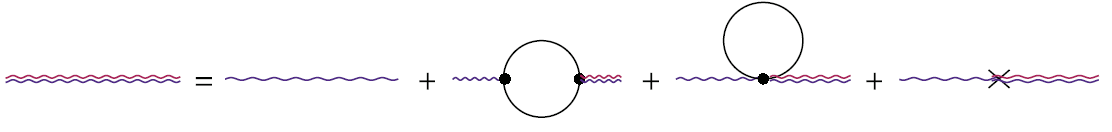 = + + +